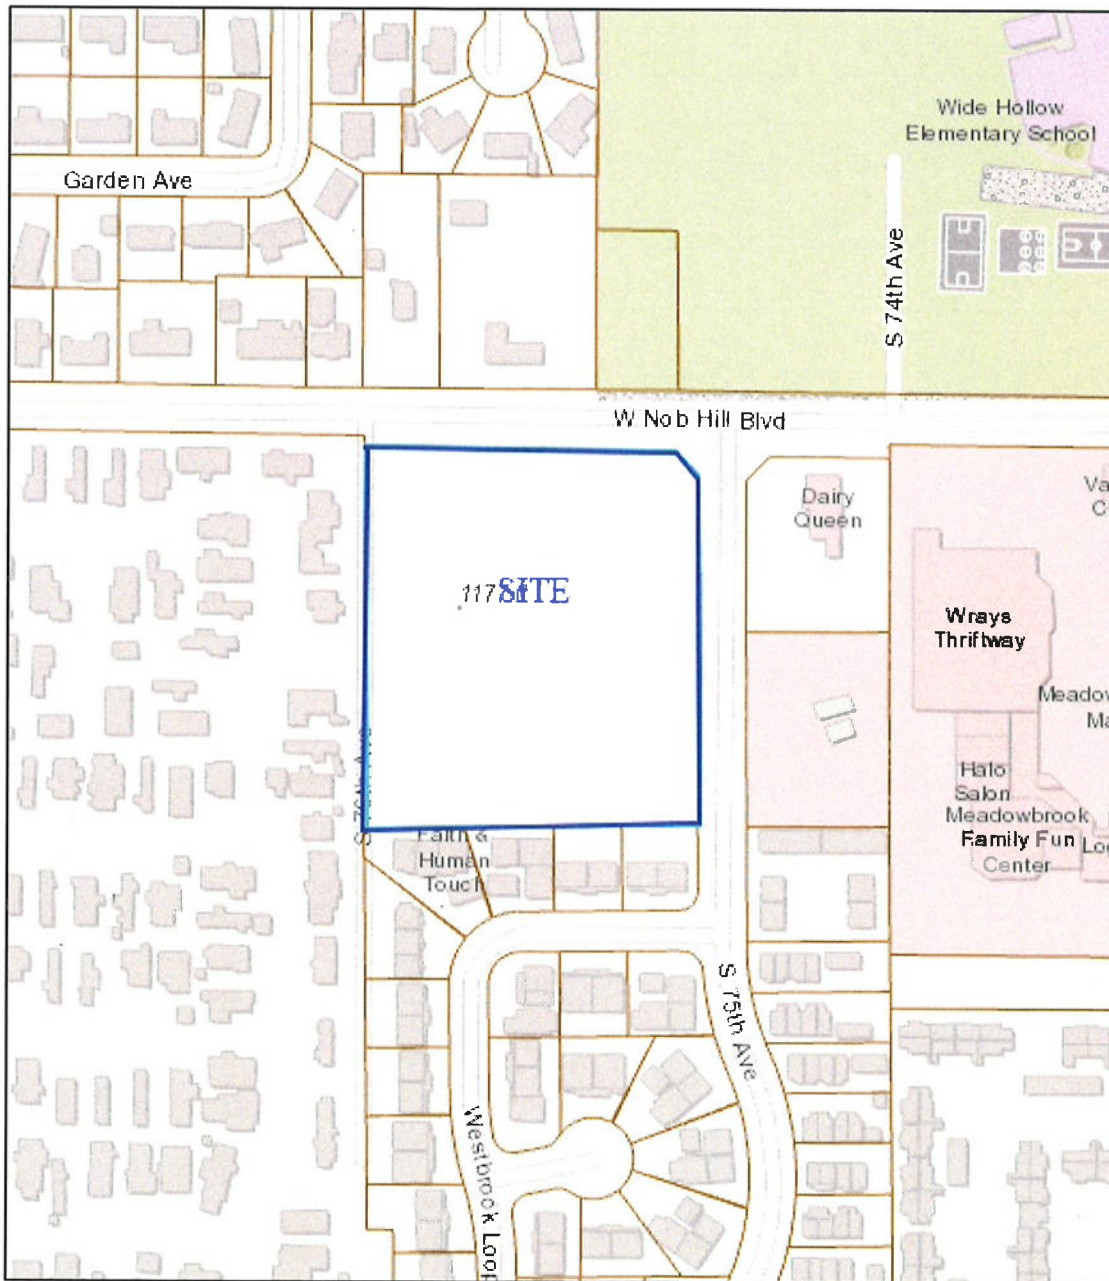 Wide Hollow
Elementary School
Garden Ave
S 74th Ave
W Nob Hill Blvd
Dairy
Queen
SITE
Wrays
Thriftway
Halo
Salon
Meadowbrook
Family Fun
Center
Faith &
Human
Touch
S 75th Ave
Westbrook Loop